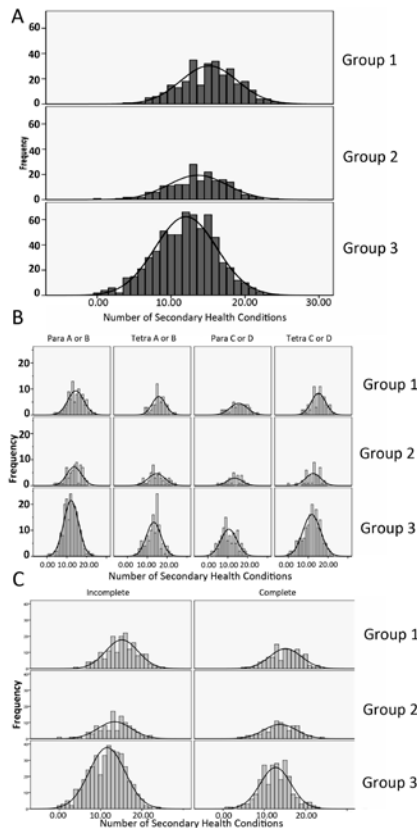 A
60
40
20
0
Group 1
60
40
20
0
Group 2
60
40
20
0
Group 3
Frequency
0.00 10.00 20.00 30.00
Number of Secondary Health Conditions
B
Para A or B Tetra A or B Para C or D Tetra C or D
20
10
0
Group 1
20
10
0
Group 2
20
10
0
Group 3
Frequency
0.00 10.00 20.00 0.00 10.00 20.00 0.00 10.00 20.00 0.00 10.00 20.00
Number of Secondary Health Conditions
C
Incomplete Complete
Group 1
Group 2
Group 3
Frequency
0.00 10.00 20.00 30.00 0.00 10.00 20.00 30.00
Number of Secondary Health Conditions